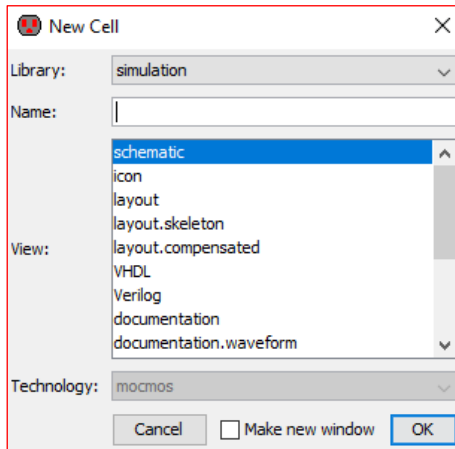 New Cell
Library: simulation
Name:
schematic
icon
layout
layout.skeleton
layout.compensated
View: VHDL
Verilog
documentation
documentation.waveform
Technology: mocmos
Cancel Make new window OK